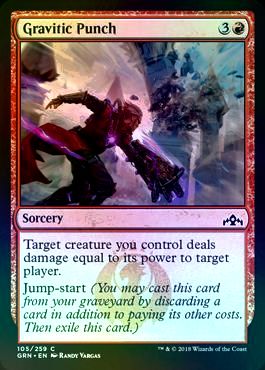 Gravitic Punch 3
Sorcery
Target creature you control deals
damage equal to its power to target
player.
Jump-start (You may cast this card
from your graveyard by discarding a
card in addition to paying its other costs.
Then exile this card.)
105/259 C
GRN • EN RANDY VARGAS
™ & © 2018 Wizards of the Coast